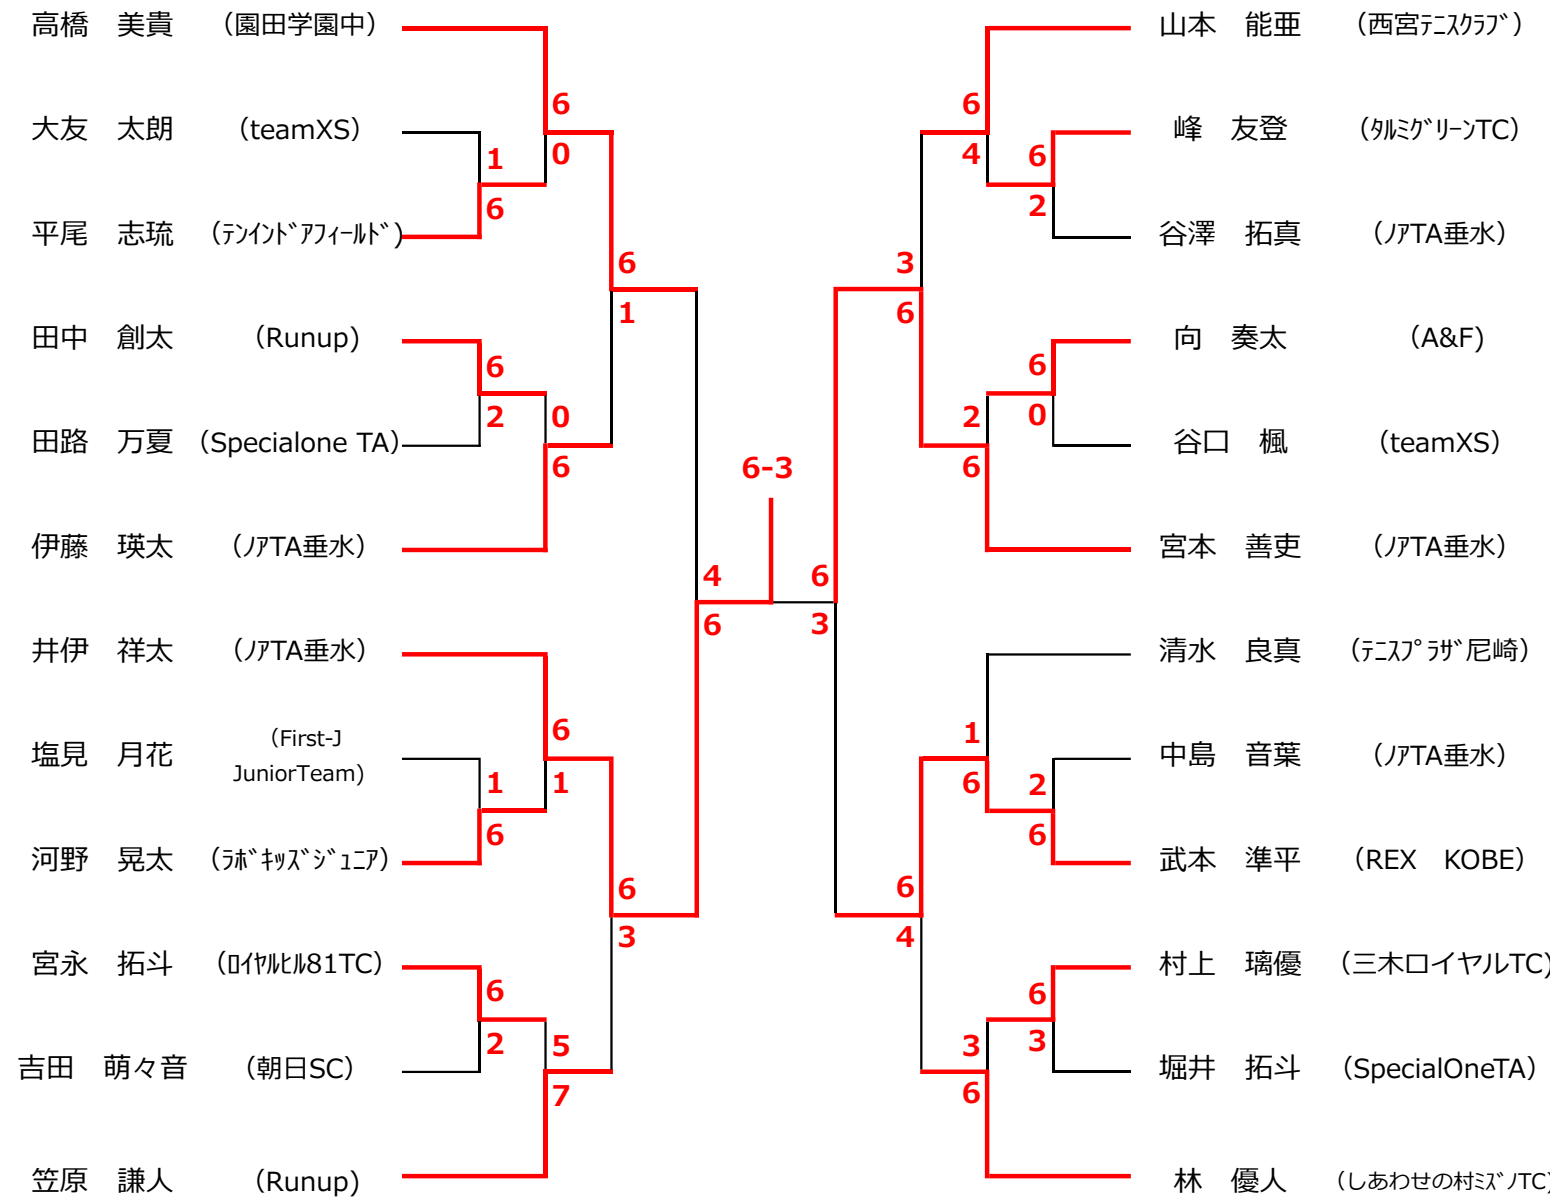 高橋　美貴　（園田学園中）
6
大友　太朗　（teamXS）
1
0
6
平尾　志琉　（ﾃﾝｲﾝﾄﾞｱﾌｨｰﾙﾄﾞ）
6
1
田中　創太　（Runup)
6
2
0
田路　万夏　（Specialone TA）
6
伊藤　瑛太　（ﾉｱTA垂水）
4
6
井伊　祥太　（ﾉｱTA垂水）
6
塩見　月花　（First-J
JuniorTeam)
1
1
6
河野　晃太　（ﾗﾎﾞｷｯｽﾞｼﾞｭﾆｱ）
6
3
宮永　拓斗　（ﾛｲﾔﾙﾋﾙ81TC）
6
2
5
吉田　萌々音　（朝日SC）
7
笠原　謙人　（Runup)
6-3
山本　能亜　（西宮ﾃﾆｽｸﾗﾌﾞ）
6
峰　友登　（ﾀﾙﾐｸﾞﾘｰﾝTC）
4
6
2
谷澤　拓真　（ﾉｱTA垂水）
3
6
向　奏太　（A&F)
6
2
0
谷口　楓　（teamXS）
6
宮本　善吏　（ﾉｱTA垂水）
6
3
清水　良真　（ﾃﾆｽﾌﾟﾗｻﾞ尼崎）
1
中島　音葉　（ﾉｱTA垂水）
6
2
6
武本　準平　（REX　KOBE）
6
4
村上　璃優　（三木ロイヤルTC）
6
3
3
堀井　拓斗　（SpecialOneTA）
6
林　優人　（しあわせの村ﾐｽﾞﾉTC）